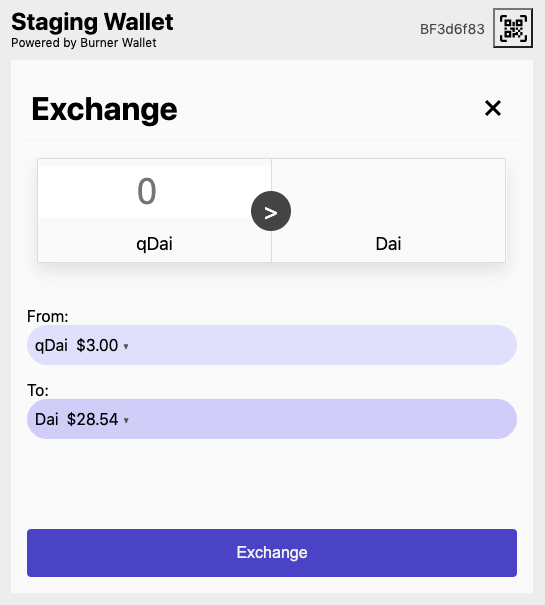 Staging Wallet
Powered by Burner Wallet
BF3d6f83
Exchange
0
>
qDai
Dai
From:
qDai $3.00
To:
Dai $28.54
Exchange